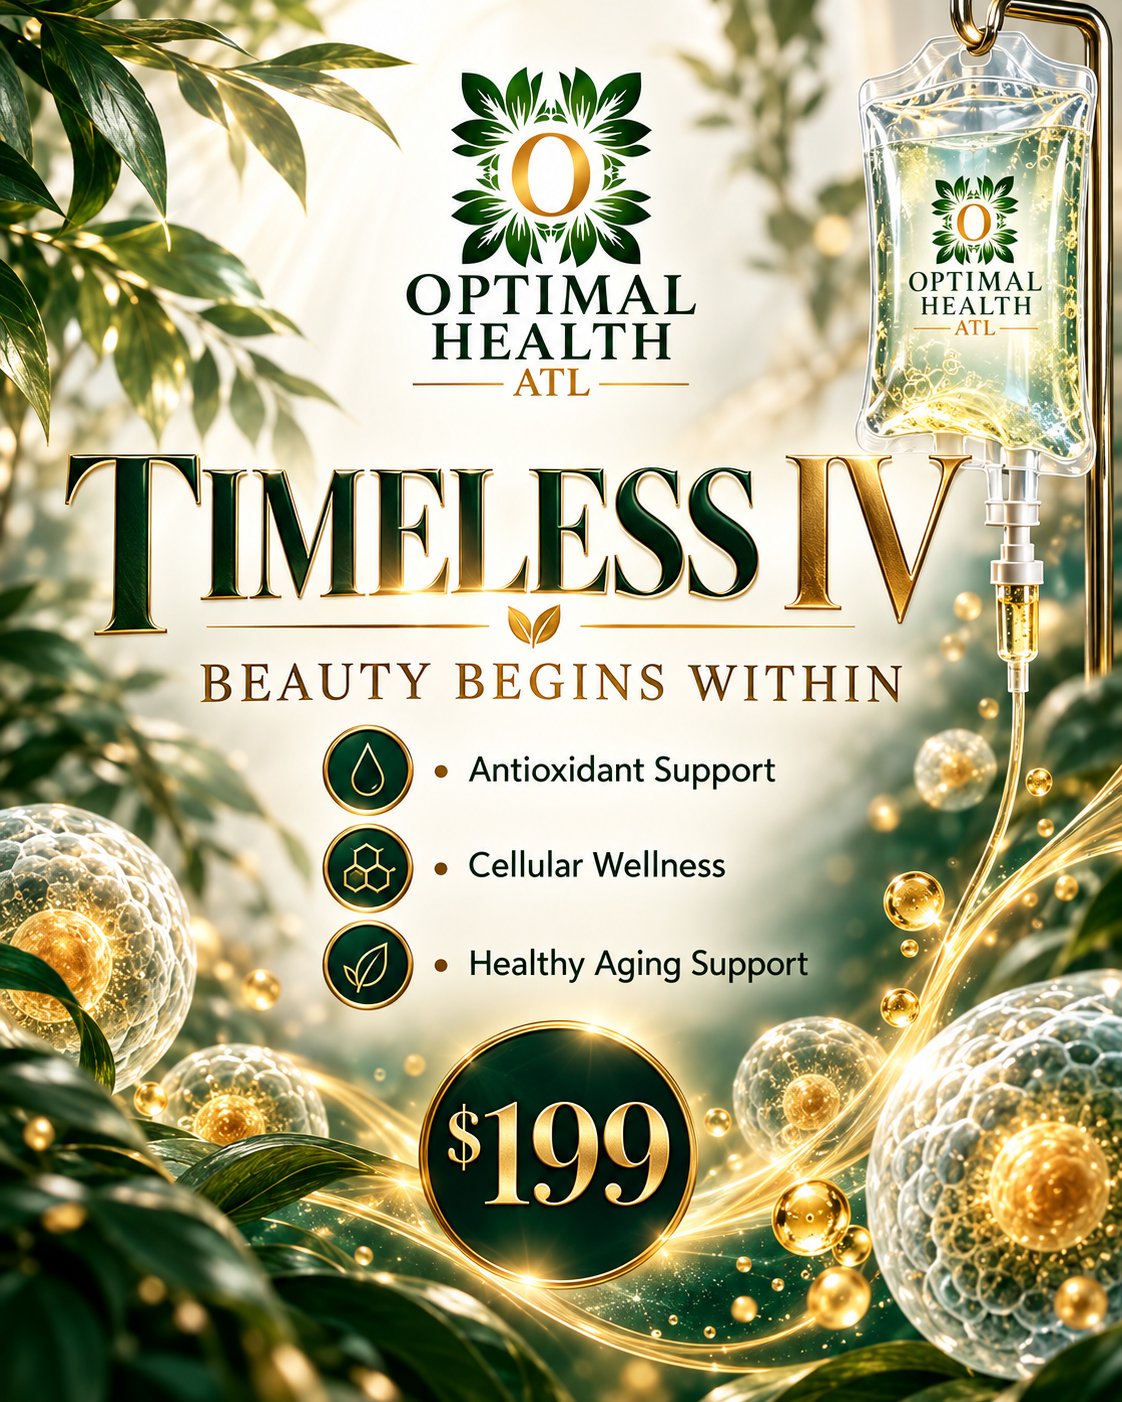 O
OPTIMAL
HEALTH
ATL
O
OPTIMAL
HEALTH
ATL
TIMELESS IV
BEAUTY BEGINS WITHIN
• Antioxidant Support
• Cellular Wellness
• Healthy Aging Support
$199